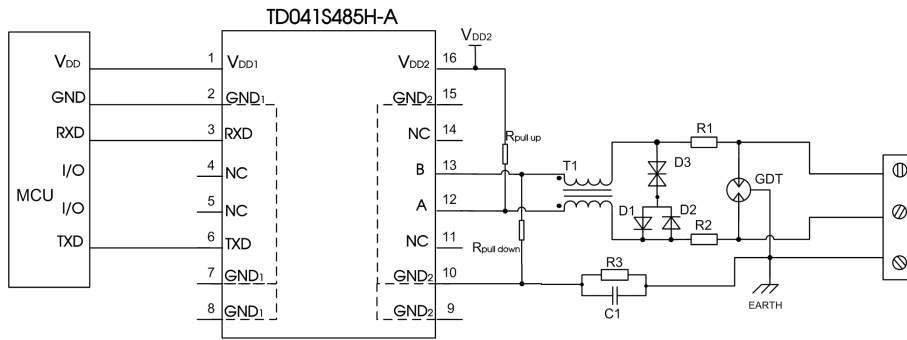 TD041S485H-A
MCU
VDD
GND
RXD
I/O
I/O
TXD
1
2
3
4
5
6
7
8
VDD1
GND1
RXD
NC
NC
TXD
GND1
GND1
VDD2
GND2
NC
B
A
NC
GND2
GND2
16
15
14
13
12
11
10
9
VDD2
Rpull up
Rpull down
T1
D3
D1
D2
R1
R2
GDT
R3
C1
EARTH